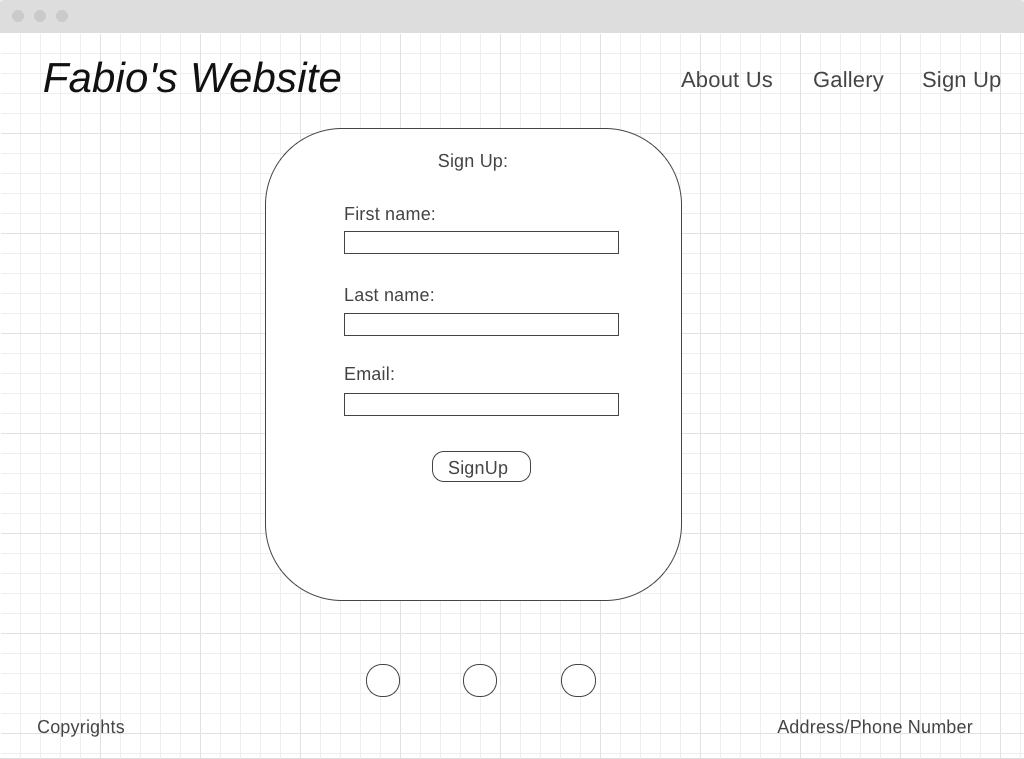 Fabio's Website
About Us
Gallery
Sign Up
Sign Up:
First name:
Last name:
Email:
SignUp
Copyrights
Address/Phone Number